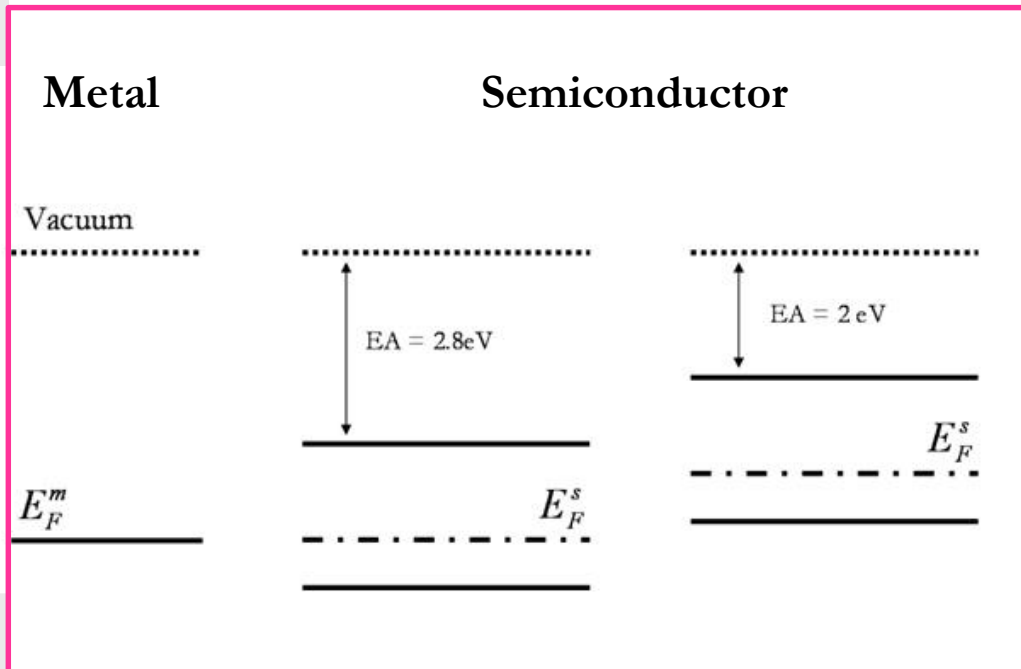 Metal
Semiconductor
Vacuum
EA = 2.8eV
EA = 2 eV
E_F^s
E_F^m
E_F^s